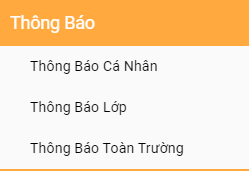 Thông Báo
Thông Báo Cá Nhân
Thông Báo Lớp
Thông Báo Toàn Trường